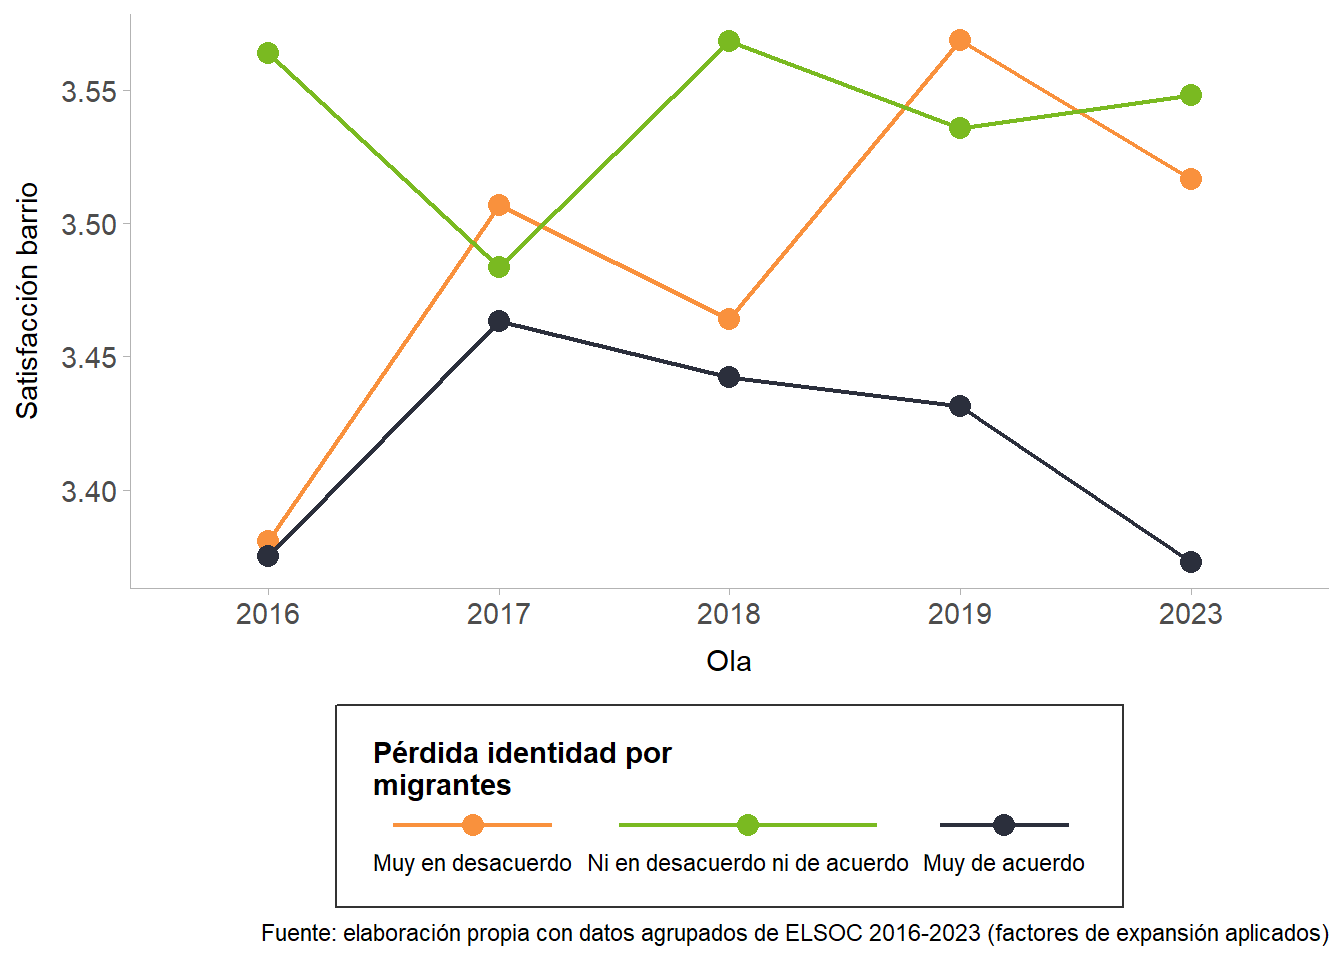 3.55
3.50
3.45
3.40
Satisfacción barrio
2016 2017 2018 2019 2023
Ola
Pérdida identidad por
migrantes
Muy en desacuerdo Ni en desacuerdo ni de acuerdo Muy de acuerdo
Fuente: elaboración propia con datos agrupados de ELSOC 2016-2023 (factores de expansión aplicados)